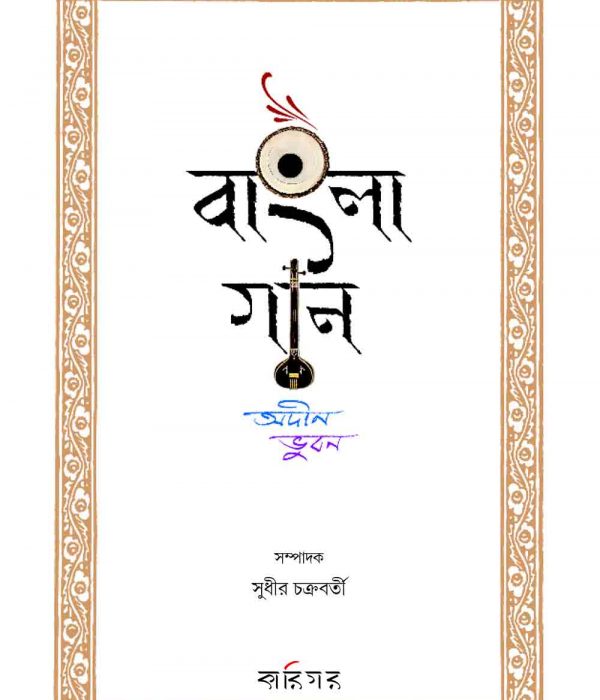 বাংলা
গান
অদীন
ভুবন
সম্পাদক
সুধীর চক্রবর্তী
কারিগর